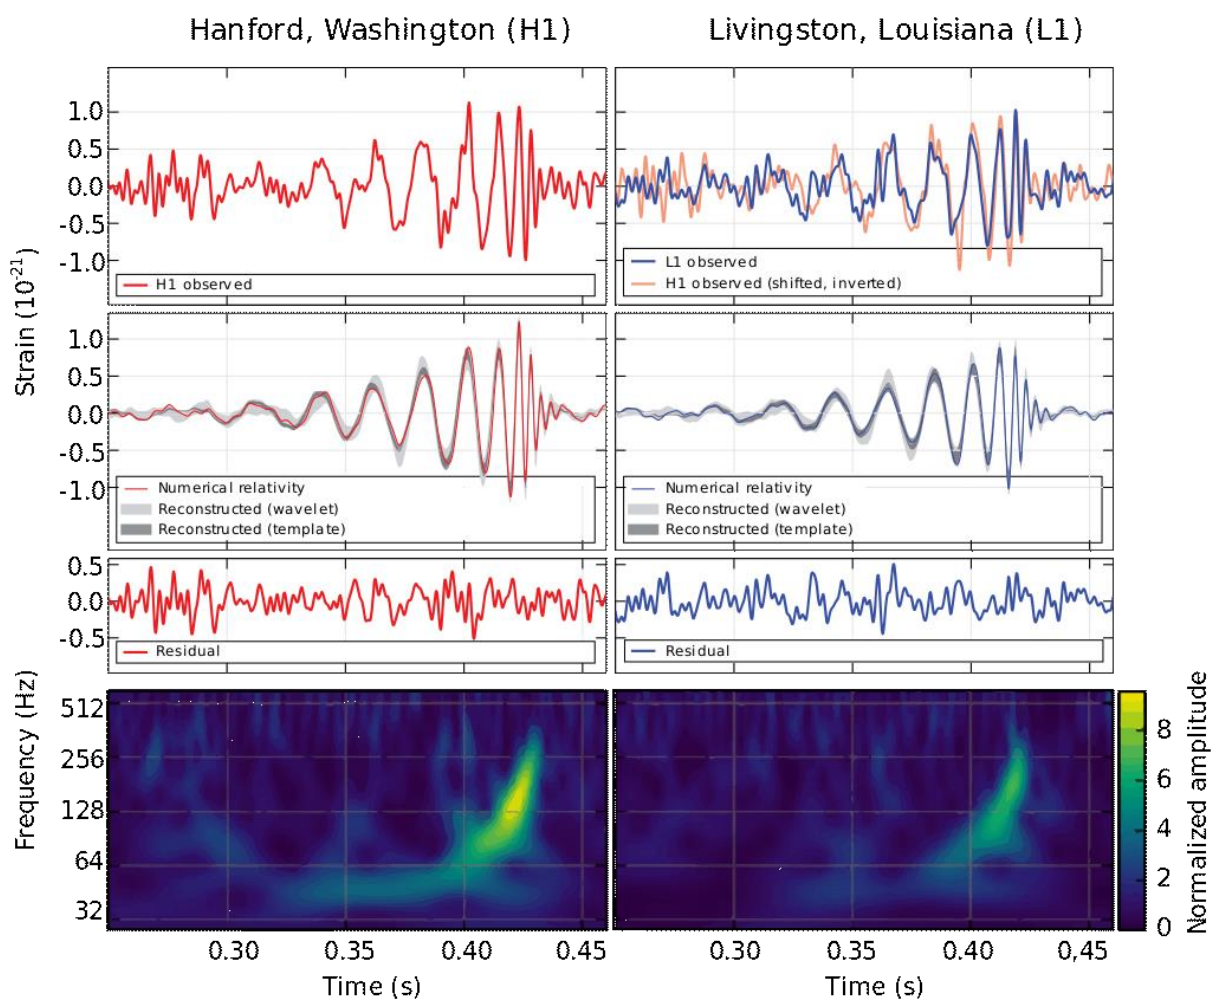 Hanford, Washington (H1)
Livingston, Louisiana (L1)
Strain (10⁻²¹)
1.0
0.5
0.0
-0.5
-1.0
H1 observed
L1 observed
H1 observed (shifted, inverted)
1.0
0.5
0.0
-0.5
-1.0
Numerical relativity
Reconstructed (wavelet)
Reconstructed (template)
Numerical relativity
Reconstructed (wavelet)
Reconstructed (template)
0.5
0.0
-0.5
Residual
Residual
Frequency (Hz)
512
256
128
64
32
0.30 0.35 0.40 0.45
Time (s)
0.30 0.35 0.40 0,45
Time (s)
Normalized amplitude
8
6
4
2
0